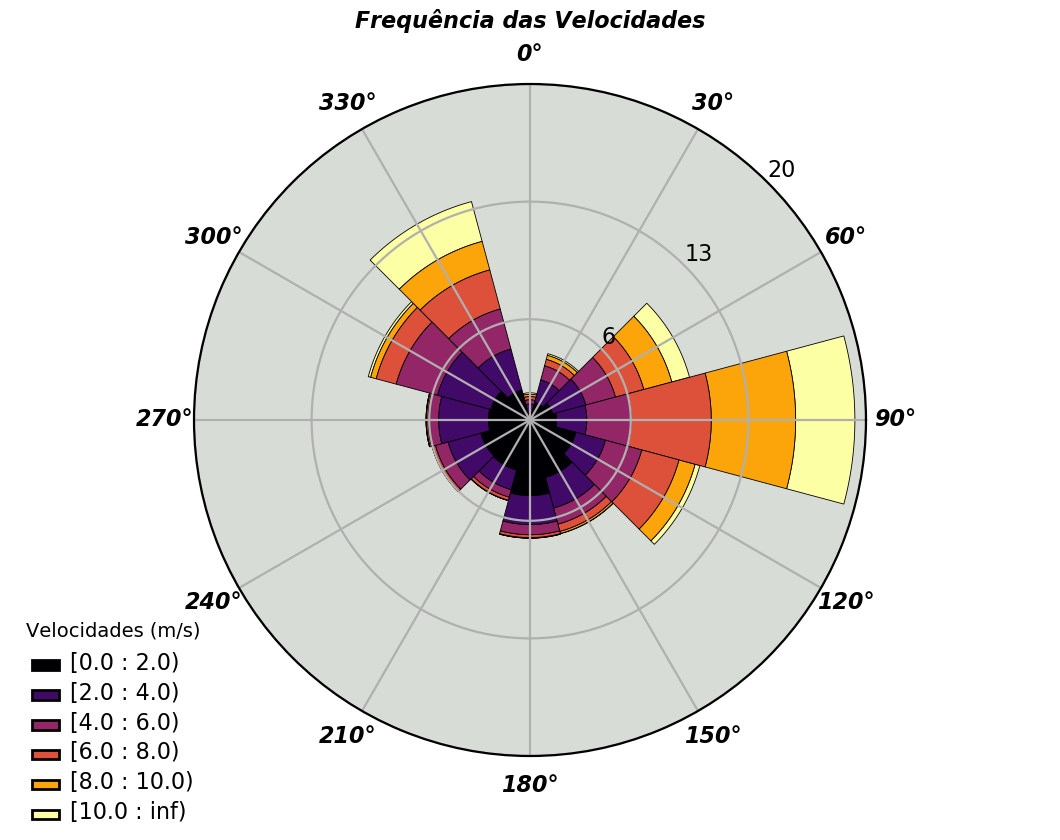 Frequência das Velocidades
0°
330°
30°
20
300°
60°
13
6
270°
90°
240°
120°
210°
150°
180°
Velocidades (m/s)
[0.0 : 2.0)
[2.0 : 4.0)
[4.0 : 6.0)
[6.0 : 8.0)
[8.0 : 10.0)
[10.0 : inf)